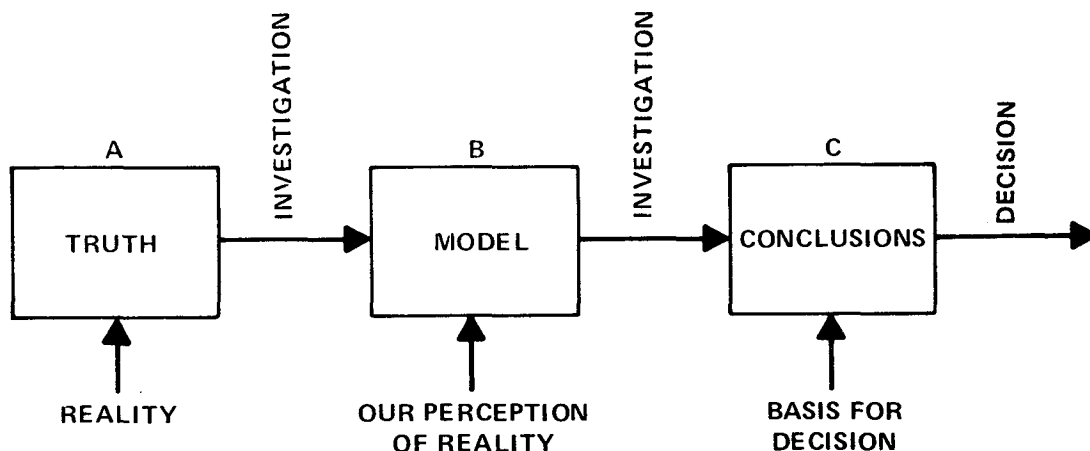 A
INVESTIGATION
B
INVESTIGATION
C
DECISION
TRUTH
MODEL
CONCLUSIONS
REALITY
OUR PERCEPTION
OF REALITY
BASIS FOR
DECISION